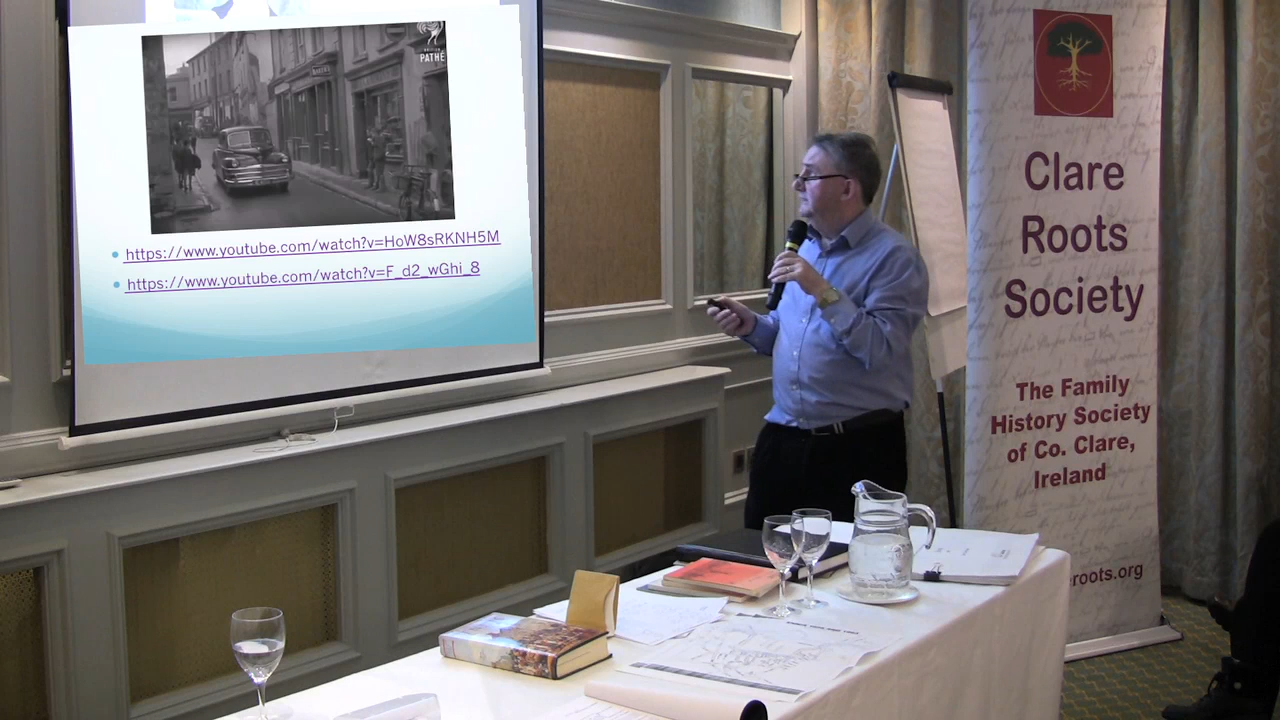 PATHE
https://www.youtube.com/watch?v=HoW8sRKNH5M
https://www.youtube.com/watch?v=F_d2_wGhi_8
Clare
Roots
Society
The Family
History Society
of Co. Clare,
Ireland
roots.org